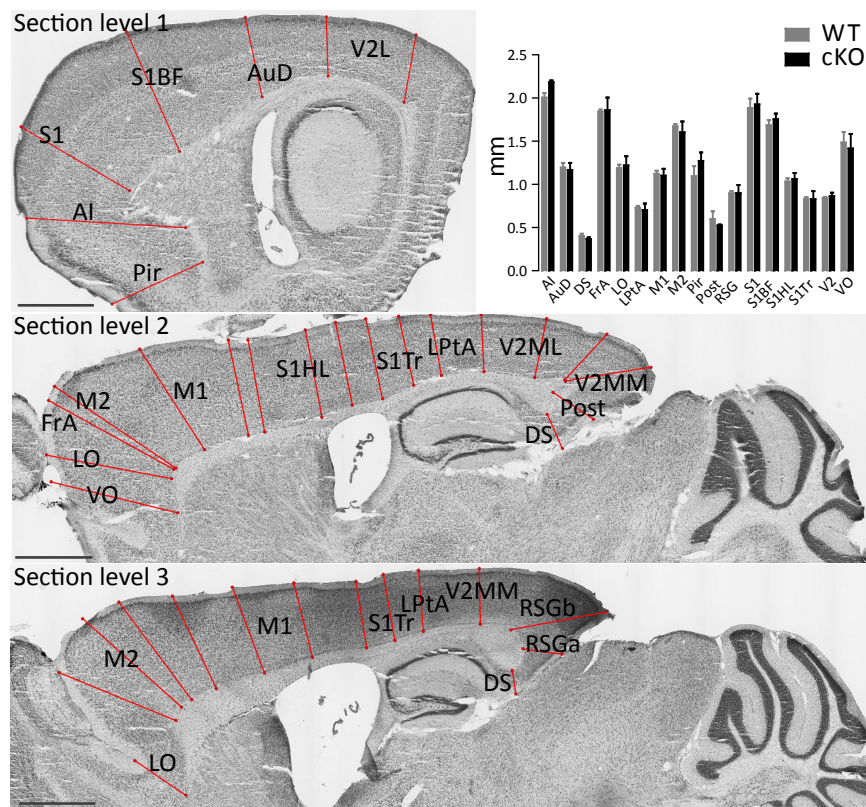 Section level 1
V2L
AuD
S1BF
S1
AI
Pir
WT
cKO
2.5
2.0
1.5
1.0
0.5
0.0
mm
AI AuD DS FrA LO LPtA M1 M2 Pir Post RSG S1 S1BF S1HL S1Tr V2 VO
Section level 2
M2
M1
S1HL
S1Tr
LPtA
V2ML
V2MM
FrA
Post
DS
LO
VO
Section level 3
M2
M1
S1Tr
LPtA
V2MM
RSGb
RSGa
DS
LO